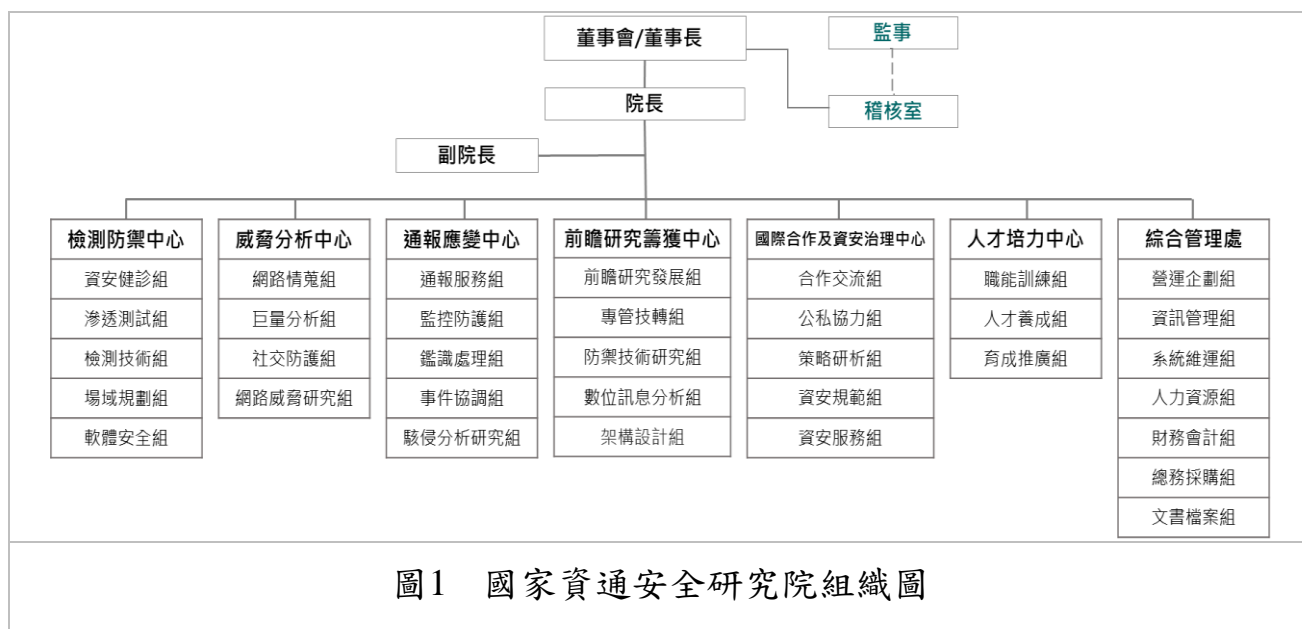 董事會/董事長
監事
院長
稽核室
副院長
檢測防禦中心
資安健診組
滲透測試組
檢測技術組
場域規劃組
軟體安全組
威脅分析中心
網路情蒐組
巨量分析組
社交防護組
網路威脅研究組
通報應變中心
通報服務組
監控防護組
鑑識處理組
事件協調組
駭侵分析研究組
前瞻研究籌獲中心
前瞻研究發展組
專管技轉組
防禦技術研究組
數位訊息分析組
架構設計組
國際合作及資安治理中心
合作交流組
公私協力組
策略研析組
資安規範組
資安服務組
人才培力中心
職能訓練組
人才養成組
育成推廣組
綜合管理處
營運企劃組
資訊管理組
系統維運組
人力資源組
財務會計組
總務採購組
文書檔案組
圖1 國家資通安全研究院組織圖